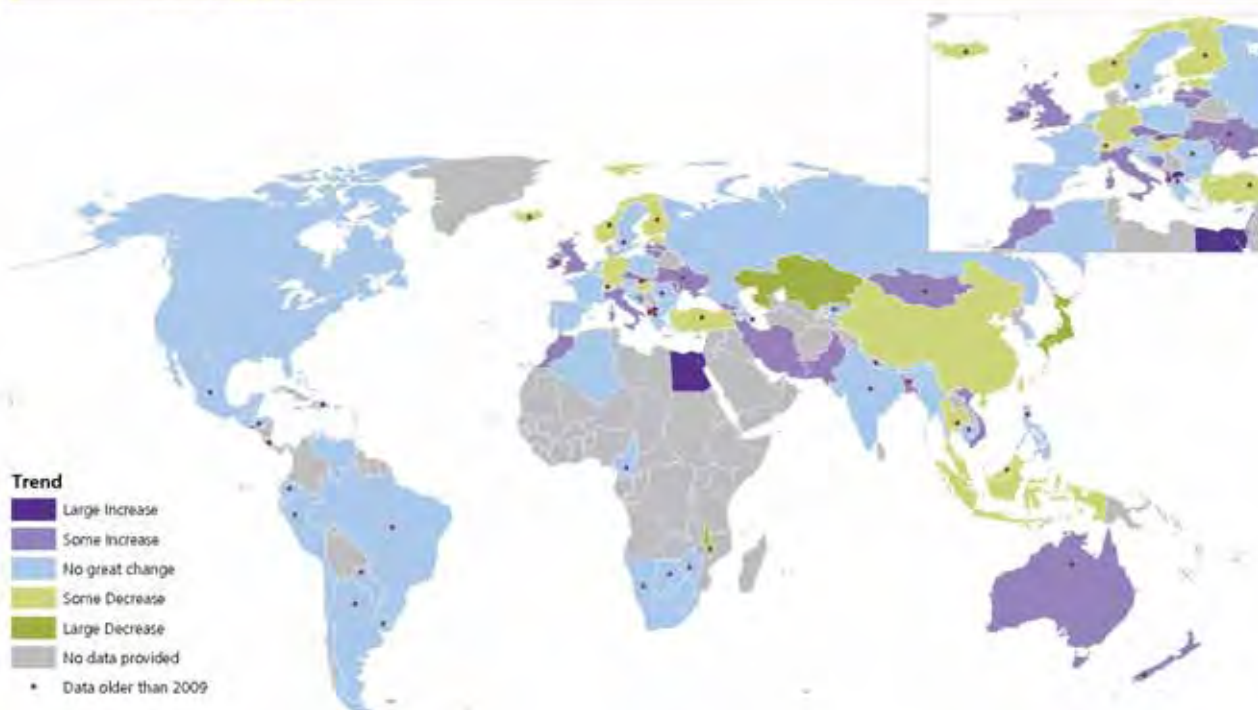 Trend
Large Increase
Some Increase
No great change
Some Decrease
Large Decrease
No data provided
Data older than 2009